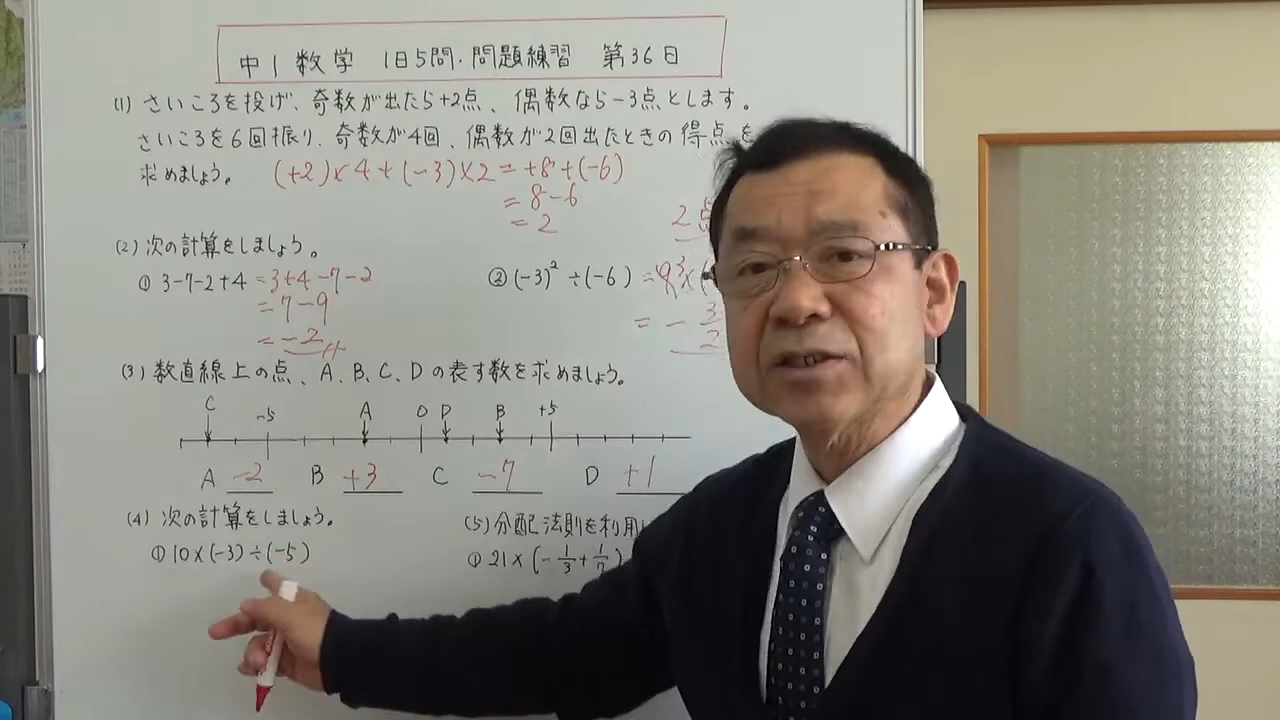 中1数学 1日5問・問題練習 第36日
(1) さいころを投げ、奇数が出たら+2点、偶数なら-3点とします。
さいころを6回振り、奇数が4回、偶数が2回出たときの得点を
求めましょう。 (+2)×4+(-3)×2=+8+(-6)
=8-6
=2
2点
(2) 次の計算をしましょう。
① 3-7-2+4 =3+4-7-2
=7-9
=-2
② (-3)² ÷(-6) =9³×(
=-3/2
(3) 数直線上の点、A、B、C、Dの表す数を求めましょう。
C -5 A 0 D B +5
A -2 B +3 C -7 D +1
(4) 次の計算をしましょう。
① 10×(-3)÷(-5)
(5) 分配法則を利用し
① 21×(-1/3+1/7)
7